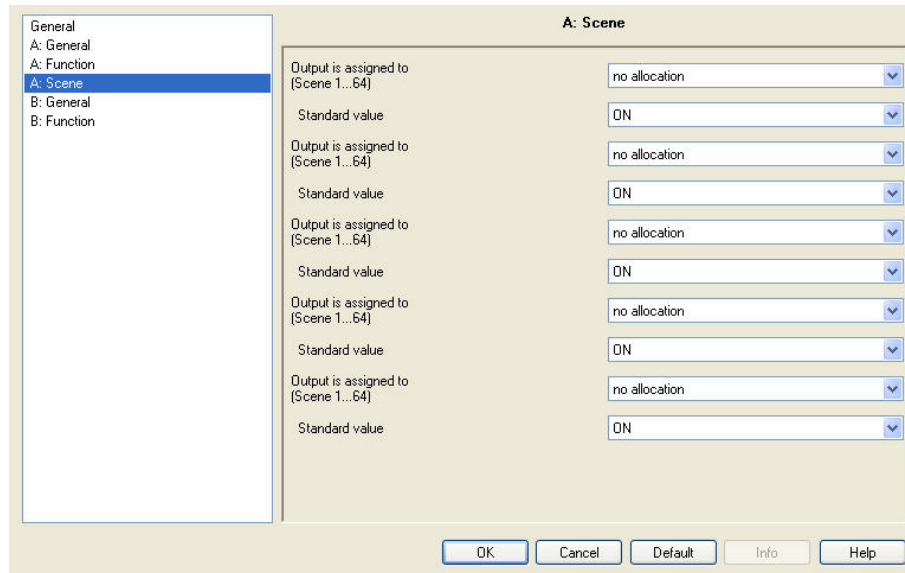 General
A: General
A: Function
A: Scene
B: General
B: Function
A: Scene
Output is assigned to
(Scene 1...64)
no allocation
Standard value
ON
Output is assigned to
(Scene 1...64)
no allocation
Standard value
ON
Output is assigned to
(Scene 1...64)
no allocation
Standard value
ON
Output is assigned to
(Scene 1...64)
no allocation
Standard value
ON
Output is assigned to
(Scene 1...64)
no allocation
Standard value
ON
OK
Cancel
Default
Info
Help